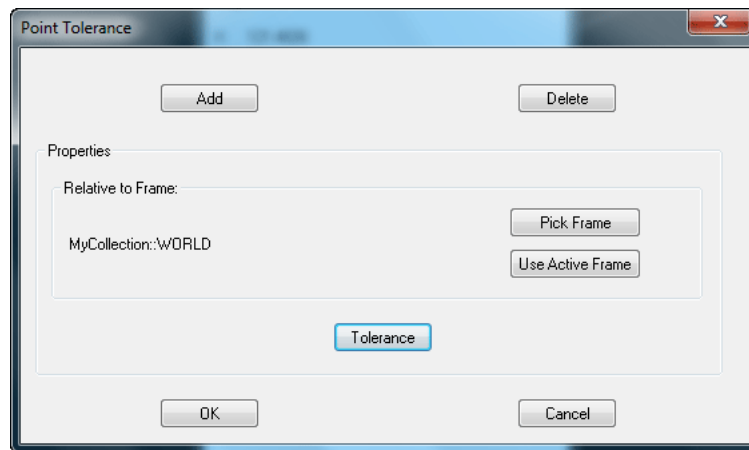 Point Tolerance
Add
Delete
Properties
Relative to Frame:
MyCollection::WORLD
Pick Frame
Use Active Frame
Tolerance
OK
Cancel